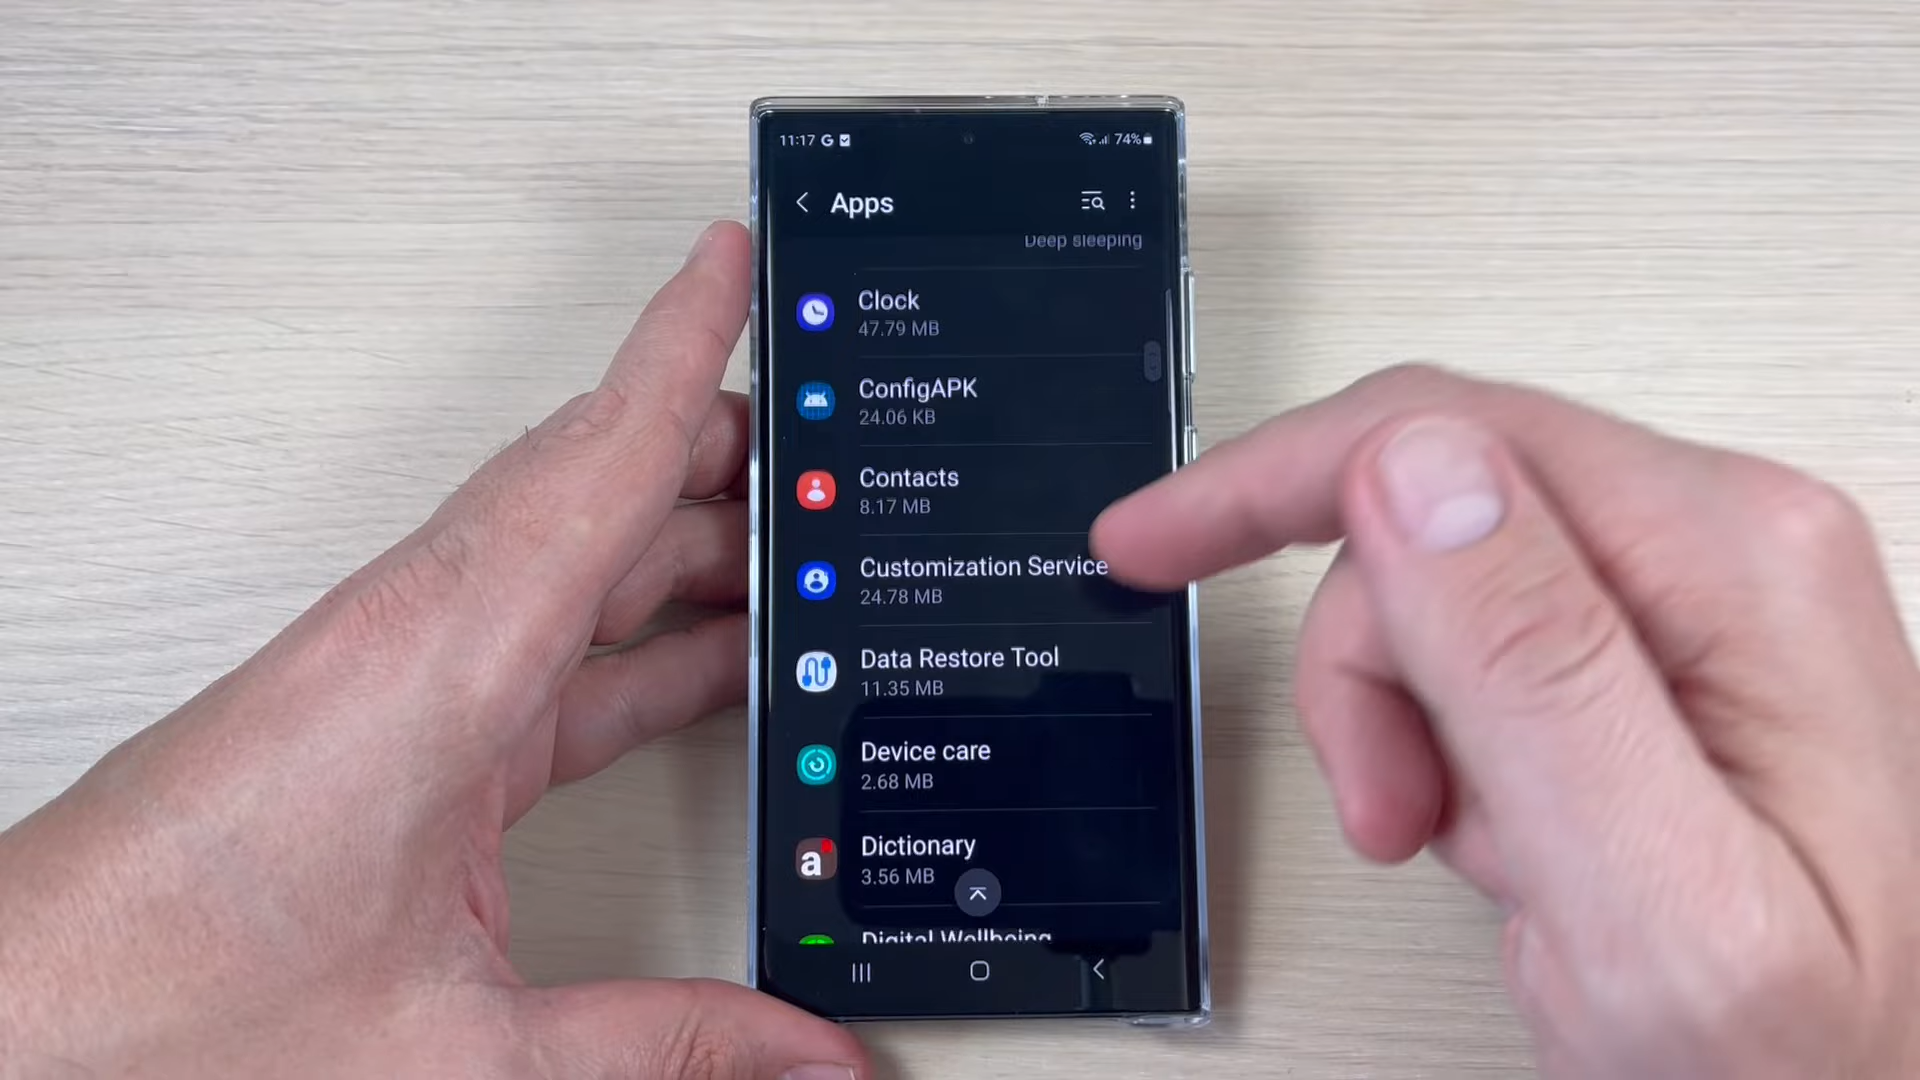 11:17 G 74%
Apps
Deep sleeping
Clock
47.79 MB
ConfigAPK
24.06 KB
Contacts
8.17 MB
Customization Service
24.78 MB
Data Restore Tool
11.35 MB
Device care
2.68 MB
a Dictionary
3.56 MB
Digital Wellbeing